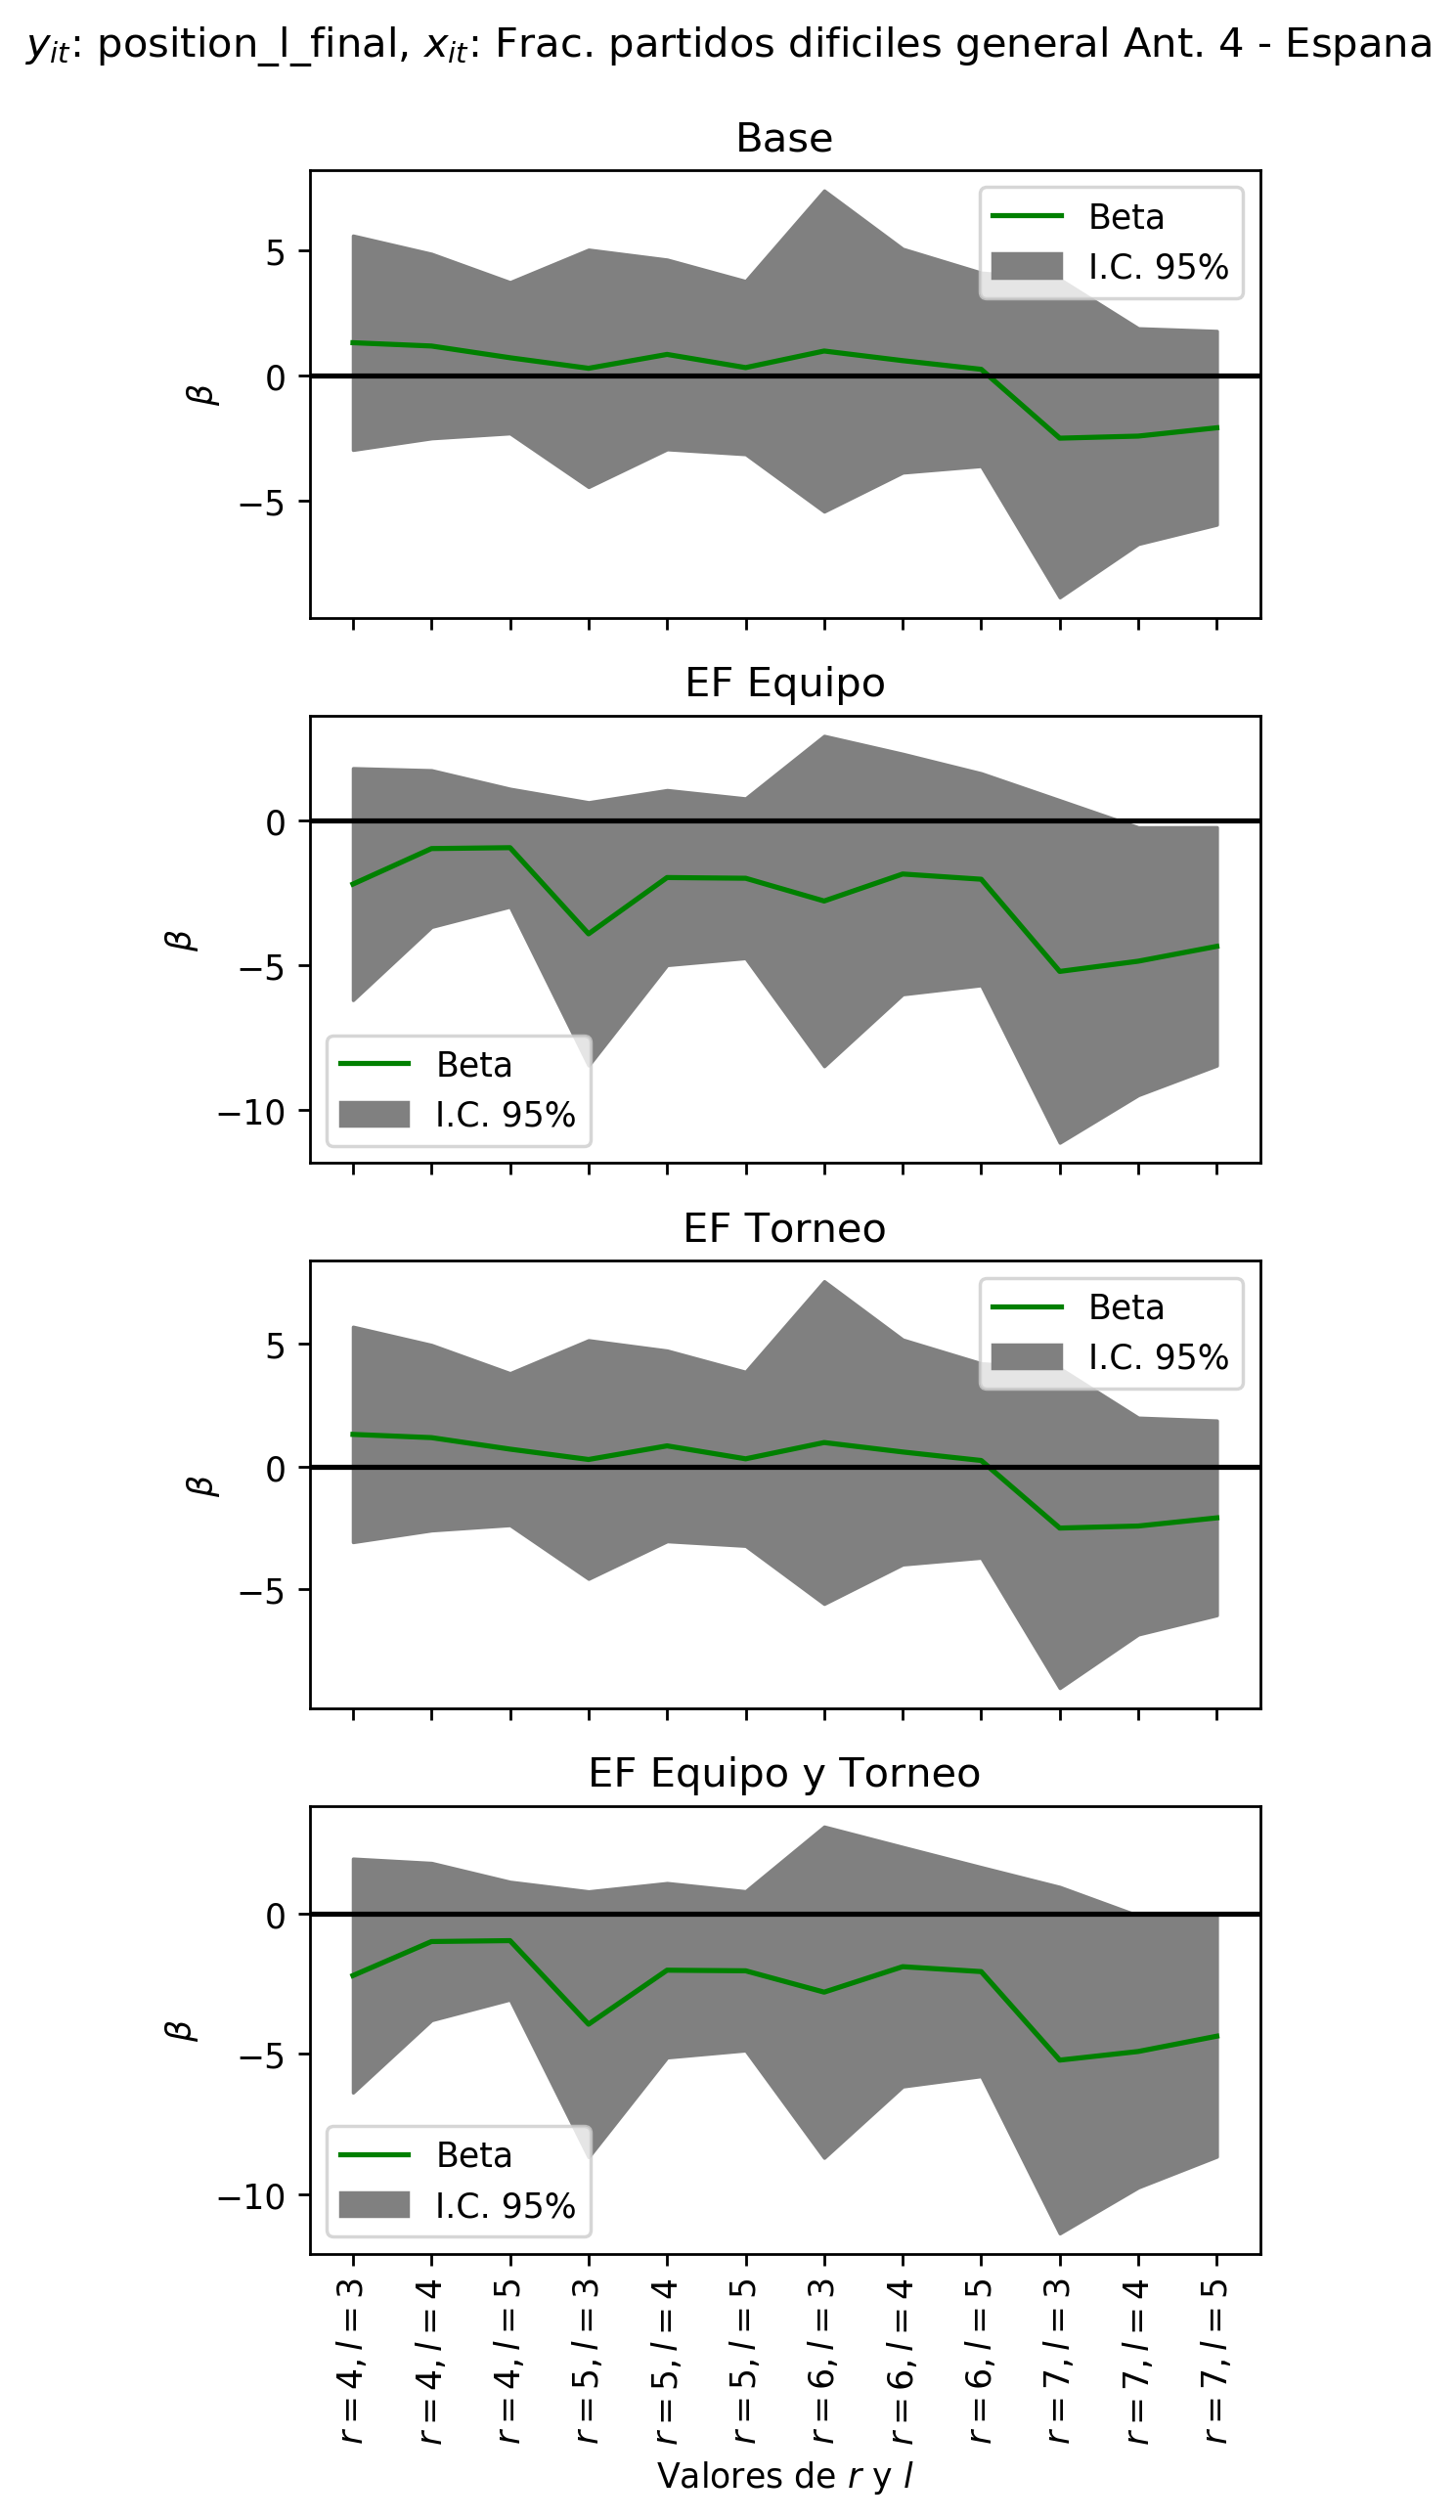 y_it: position_l_final, x_it: Frac. partidos dificiles general Ant. 4 - Espana
Base
Beta
I.C. 95%
5
0
−5
β
EF Equipo
0
−5
−10
β
Beta
I.C. 95%
EF Torneo
Beta
I.C. 95%
5
0
−5
β
EF Equipo y Torneo
0
−5
−10
β
Beta
I.C. 95%
r = 4, l = 3
r = 4, l = 4
r = 4, l = 5
r = 5, l = 3
r = 5, l = 4
r = 5, l = 5
r = 6, l = 3
r = 6, l = 4
r = 6, l = 5
r = 7, l = 3
r = 7, l = 4
r = 7, l = 5
Valores de r y l